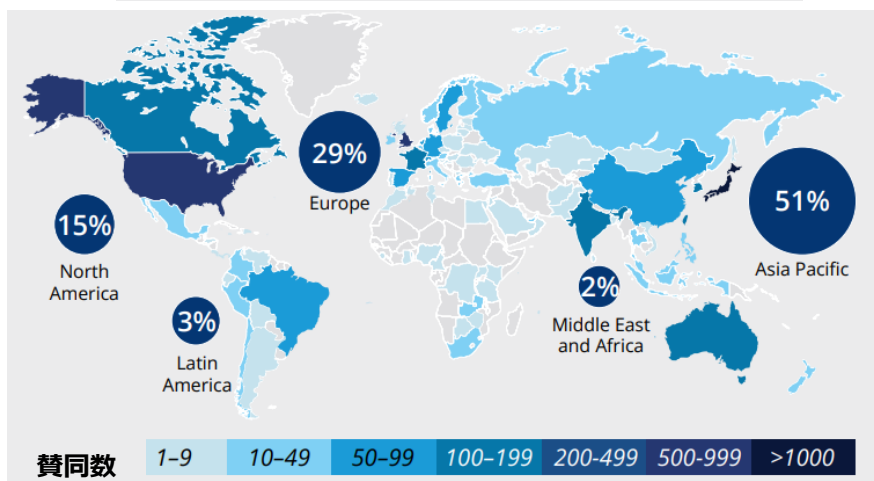 29%
Europe
51%
Asia Pacific
15%
North
America
2%
Middle East
and Africa
3%
Latin
America
賛同数
1–9 10–49 50–99 100–199 200-499 500-999 >1000